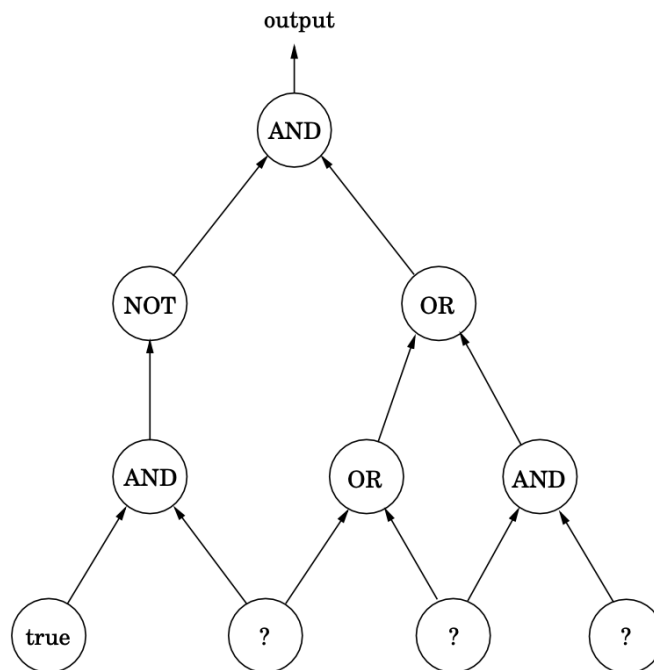 output
AND
NOT OR
AND OR AND
true ? ? ?